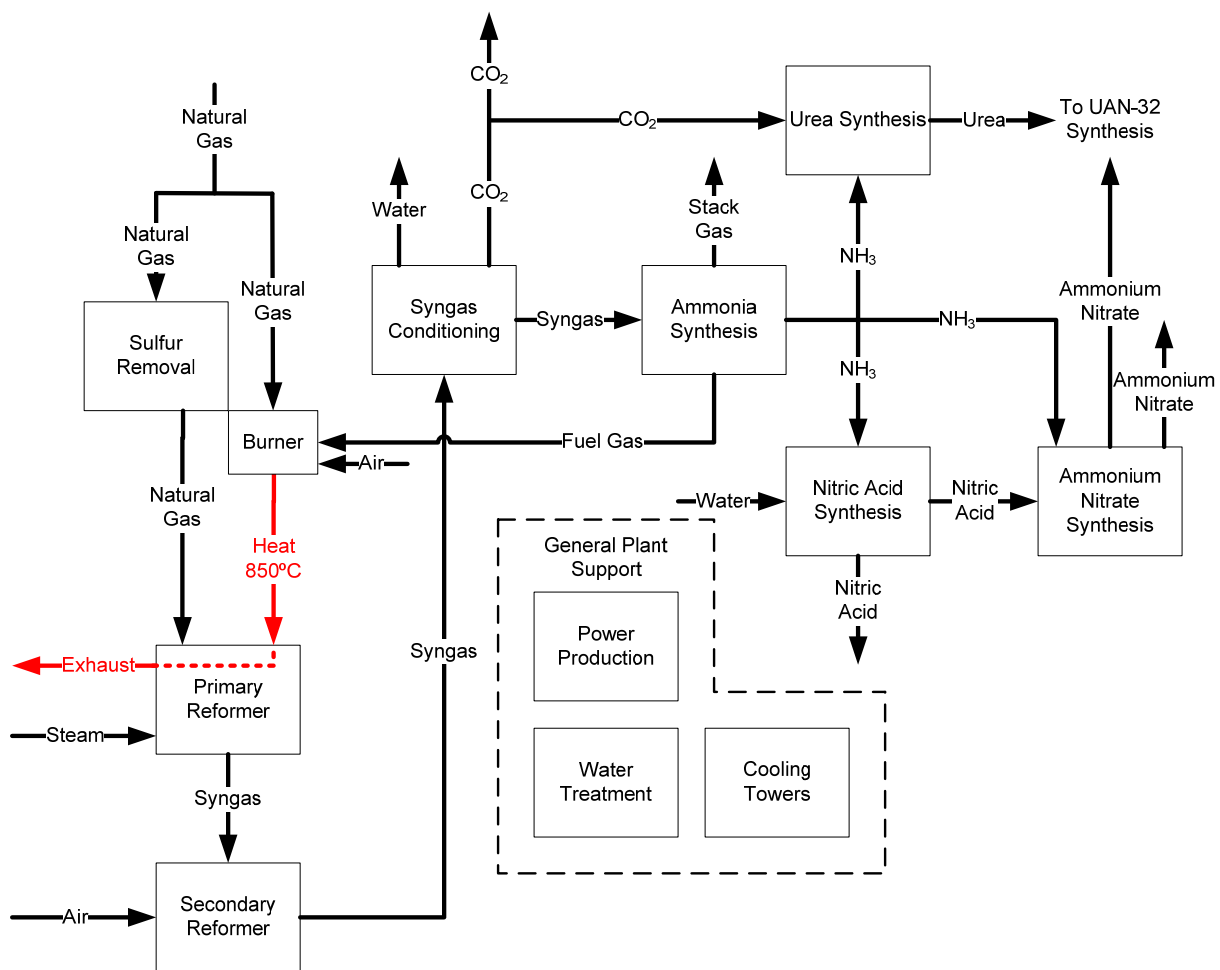 CO₂
Natural
Gas
Urea Synthesis
CO₂
Urea
To UAN-32
Synthesis
CO₂
Water
Stack
Gas
Natural
Gas
NH₃
Natural
Gas
Ammonium
Nitrate
Syngas
Conditioning
Syngas
Ammonia
Synthesis
NH₃
Sulfur
Removal
NH₃
Ammonium
Nitrate
Burner
Fuel Gas
Air
Natural
Gas
Water
Nitric Acid
Synthesis
Nitric
Acid
Ammonium
Nitrate
Synthesis
Heat
850ºC
General Plant
Support
Nitric
Acid
Power
Production
Syngas
Exhaust
Primary
Reformer
Steam
Water
Treatment
Cooling
Towers
Syngas
Air
Secondary
Reformer